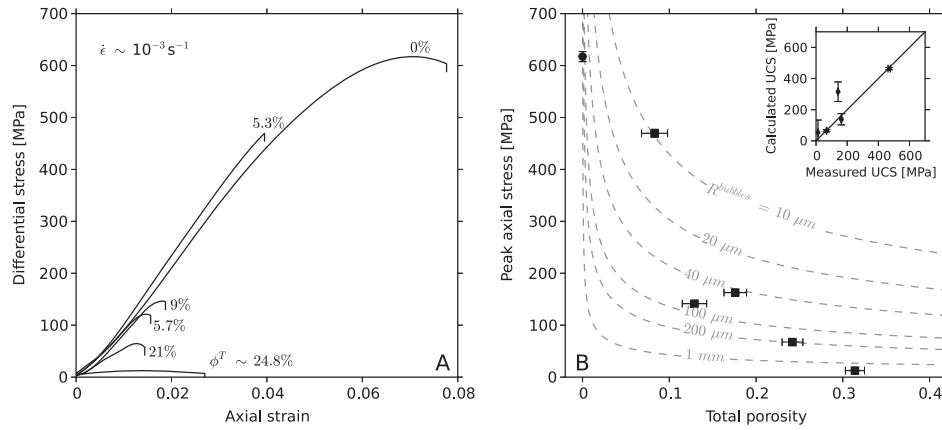 700
600
500
400
300
200
100
0
Differential stress [MPa]
ε̇ ∼ 10⁻³ s⁻¹
0%
5.3%
9%
5.7%
21%
ϕᵀ ∼ 24.8%
A
0
0.02
0.04
0.06
0.08
Axial strain
700
600
500
400
300
200
100
0
Peak axial stress [MPa]
R^{bubbles} = 10 μm
20 μm
40 μm
100 μm
200 μm
1 mm
B
0
0.1
0.2
0.3
0.4
Total porosity
600
400
200
0
Calculated UCS [MPa]
0
200
400
600
Measured UCS [MPa]